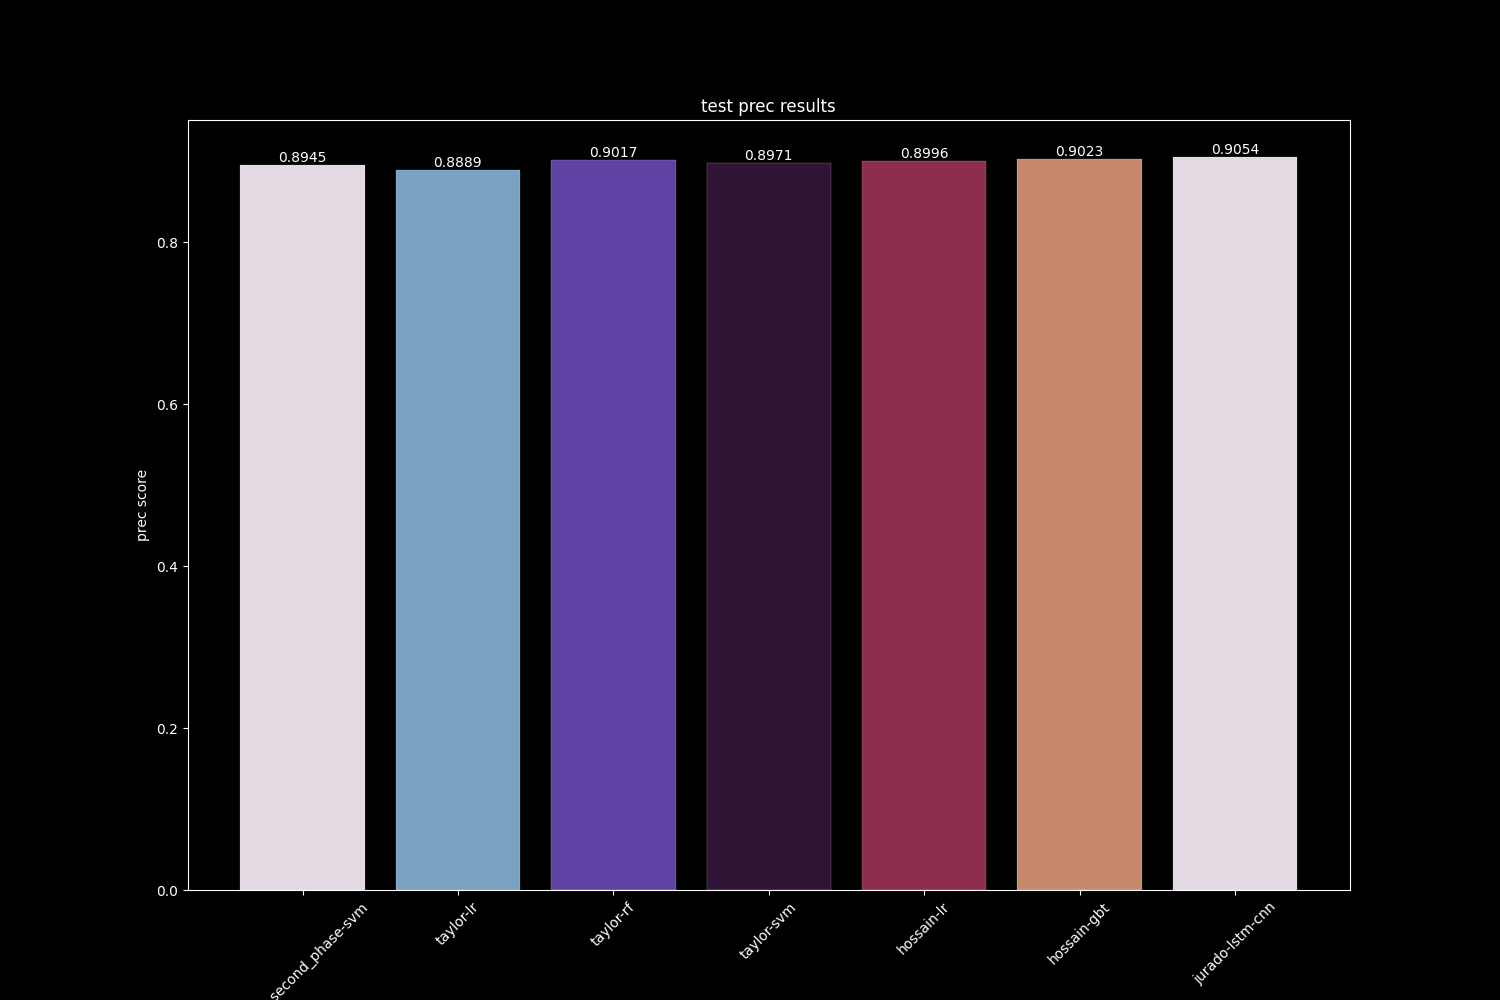 test prec results
0.8945
0.8889
0.9017
0.8971
0.8996
0.9023
0.9054
prec score
0.8
0.6
0.4
0.2
0.0
second_phase-svm
taylor-lr
taylor-rf
taylor-svm
hossain-lr
hossain-gbt
jurado-lstm-cnn